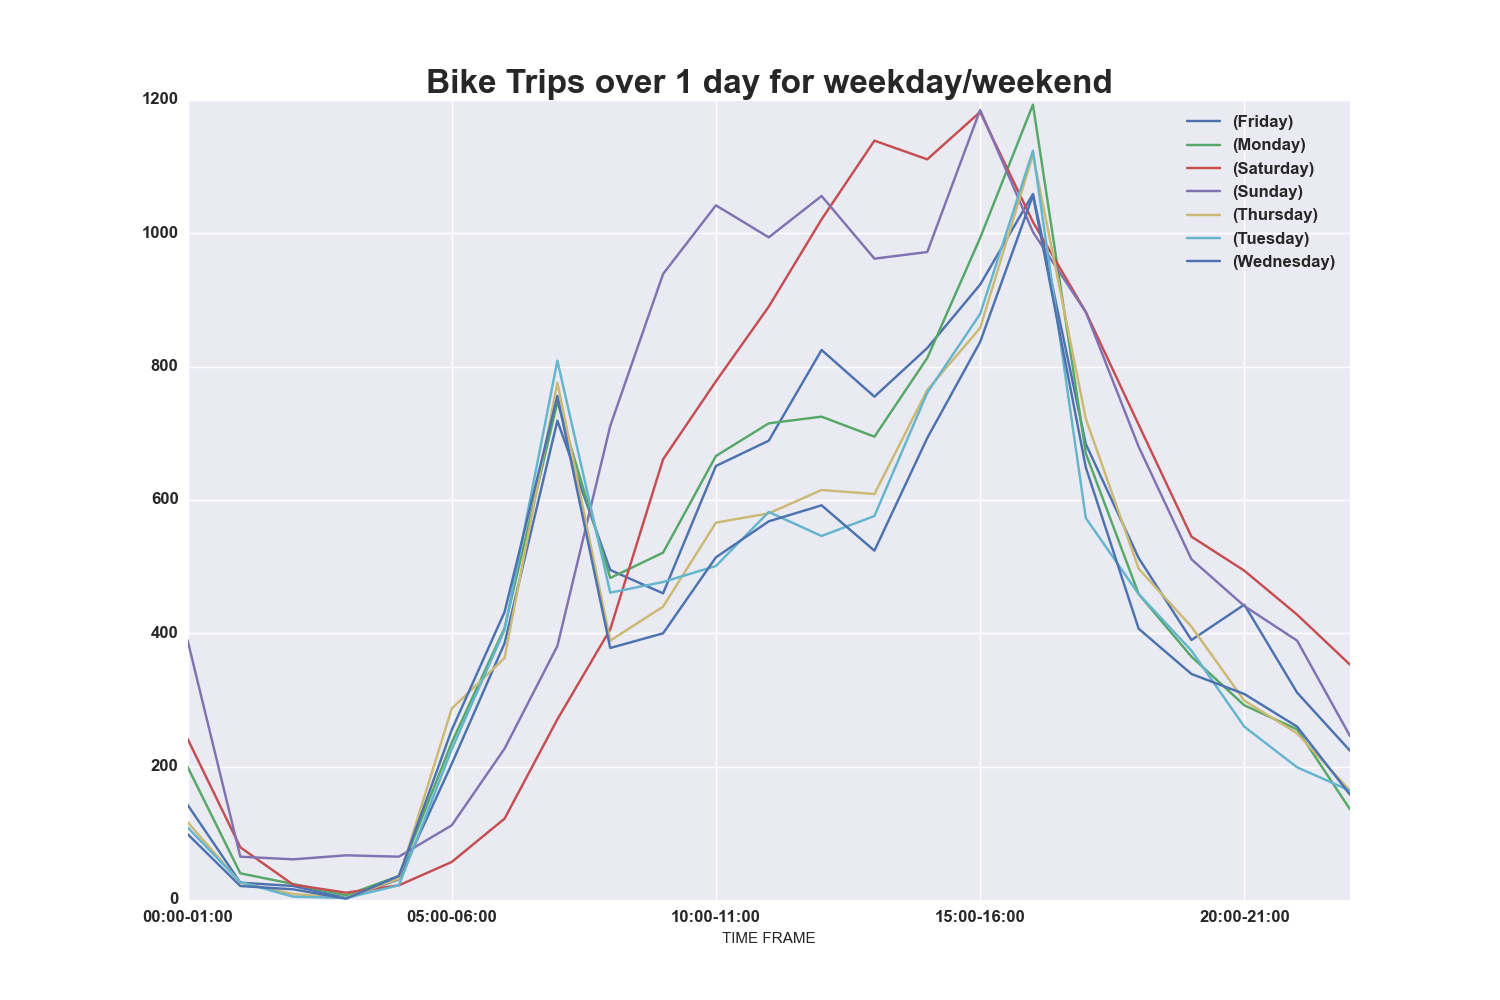 Bike Trips over 1 day for weekday/weekend
1200
1000
800
600
400
200
0
(Friday)
(Monday)
(Saturday)
(Sunday)
(Thursday)
(Tuesday)
(Wednesday)
00:00-01:00 05:00-06:00 10:00-11:00 15:00-16:00 20:00-21:00
TIME FRAME